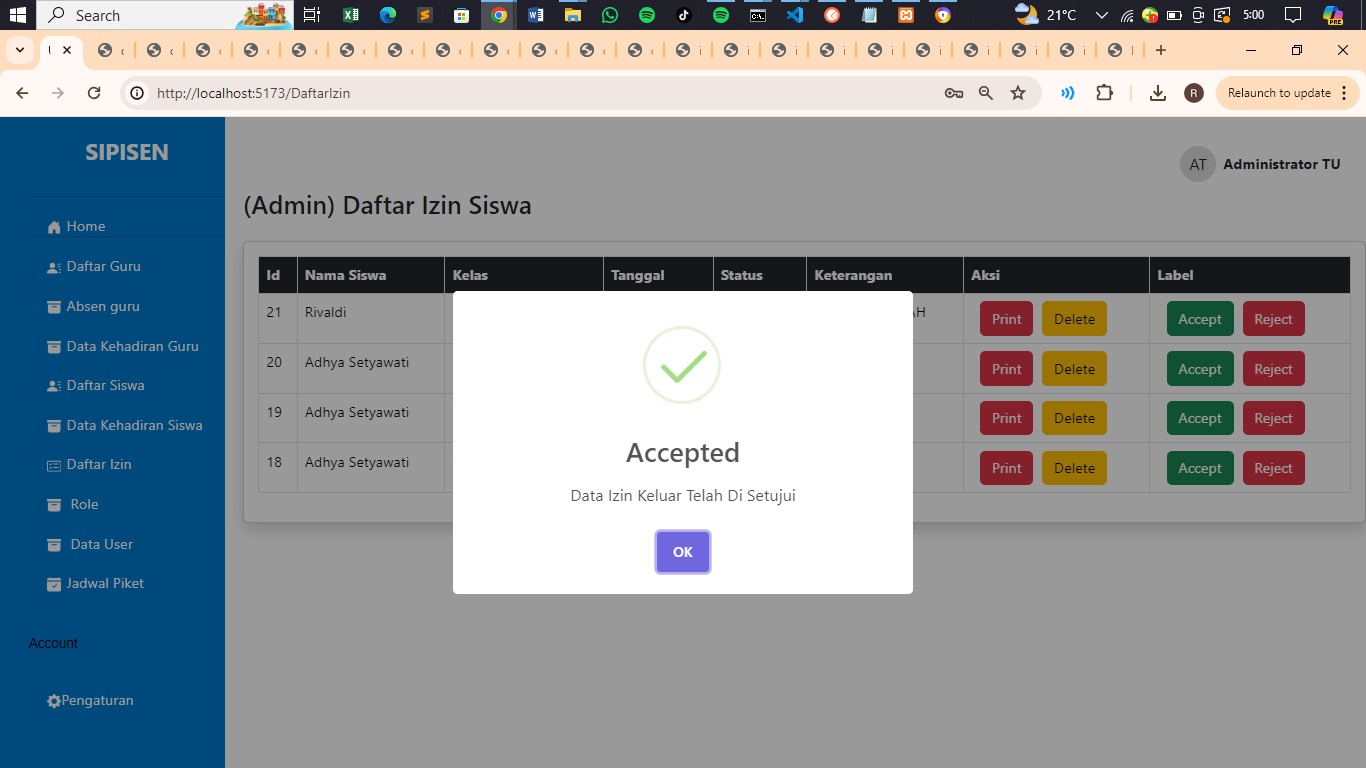 Search
21°C
5:00
PRE
http://localhost:5173/DaftarIzin
R
Relaunch to update
SIPISEN
AT Administrator TU
(Admin) Daftar Izin Siswa
Home
Daftar Guru
Absen guru
Data Kehadiran Guru
Daftar Siswa
Data Kehadiran Siswa
Daftar Izin
Role
Data User
Jadwal Piket
Account
Pengaturan
Id Nama Siswa Kelas Tanggal Status Keterangan Aksi Label
21 Rivaldi AH Print Delete Accept Reject
20 Adhya Setyawati Print Delete Accept Reject
19 Adhya Setyawati Print Delete Accept Reject
18 Adhya Setyawati Print Delete Accept Reject
Accepted
Data Izin Keluar Telah Di Setujui
OK